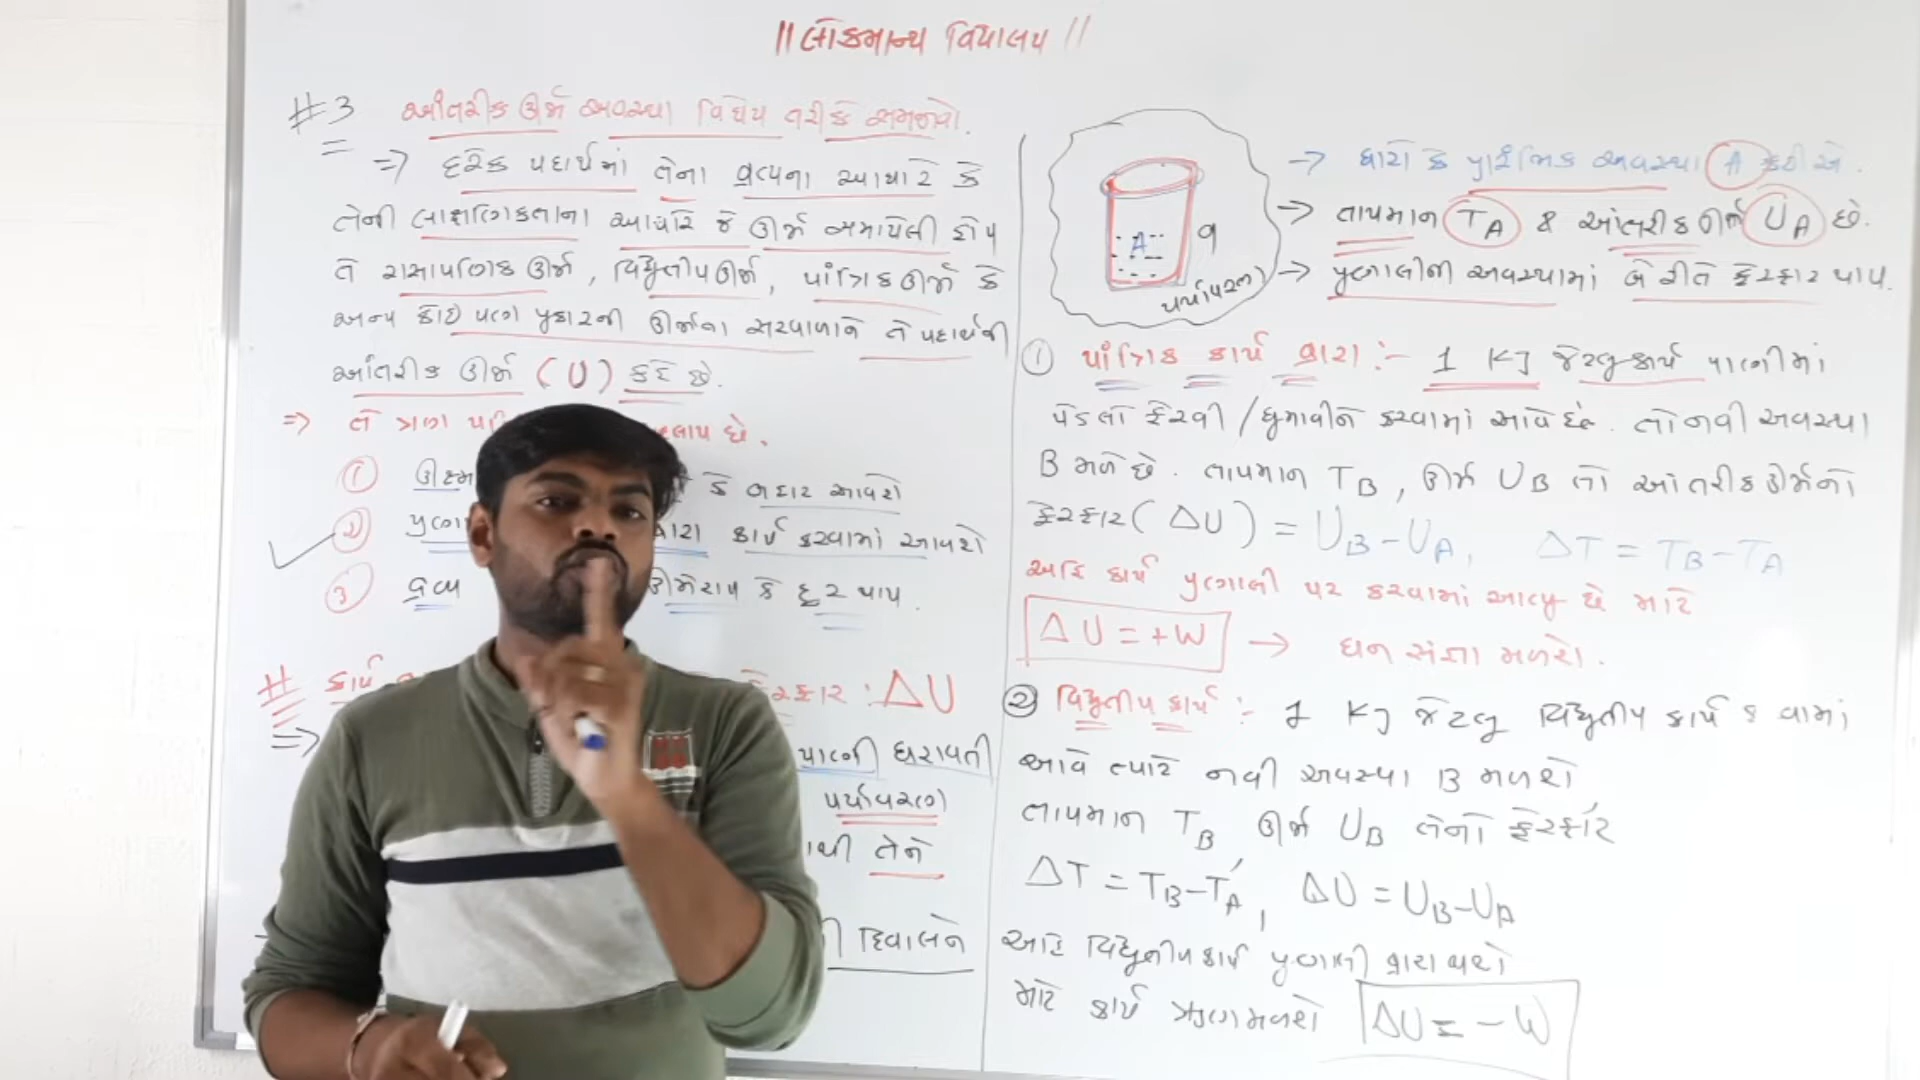 || લોકમાન્ય વિદ્યાલય ||
#3 આંતરીક ઊર્જા અવસ્થા વિધેય તરીકે સમજાવો.
=> દરેક પદાર્થમાં તેના દ્રવ્યના આધારે કે
તેની લાક્ષણિકતાના આધારે જે ઊર્જા સમાયેલી હોય
તે રાસાયણિક ઊર્જા, વિદ્યુતીય ઊર્જા, યાંત્રિક ઊર્જા કે
અન્ય કોઈ પણ પ્રકારની ઊર્જાના સરવાળાને તે પદાર્થની
આંતરીક ઊર્જા (U) કહે છે.
=> તે ત્રણ
છે.
① કે બહાર આવશે
② દ્વારા કાર્ય કરવામાં આવશે
③ દ્રવ્ય ઊમેરાય કે દૂર થાય.
# કાર્ય ફેરફાર : ΔU
=> પાણી ધરાવતી
પર્યાવરણ
તેને
દિવાલને
A
q
પર્યાવરણ
-> ધારો કે પ્રારંભિક અવસ્થા A કહીએ.
-> તાપમાન TA & આંતરીક ઊર્જા UA છે.
-> પ્રણાલીની અવસ્થામાં બે રીતે ફેરફાર થાય.
① યાંત્રિક કાર્ય દ્વારા :- 1 KJ જેટલુ કાર્ય પાણીમાં
પેડલો ફેરવી / ઘુમાવીને કરવામાં આવે છે. તો નવી અવસ્થા
B મળે છે. તાપમાન TB, ઊર્જા UB તો આંતરીક ઊર્જાનો
ફેરફાર (ΔU) = UB-UA, ΔT = TB-TA
અહિ કાર્ય પ્રણાલી પર કરવામાં આવ્યુ છે માટે
ΔU = +W -> ધન સંજ્ઞા મળશે.
② વિદ્યુતીય કાર્ય :- 1 KJ જેટલુ વિદ્યુતીય કાર્ય
આવે ત્યારે નવી અવસ્થા B મળશે
તાપમાન TB ઊર્જા UB તેનો ફેરફાર
ΔT = TB-TA, ΔU = UB-UA
અહિ વિદ્યુતીય કાર્ય પ્રણાલી દ્વારા થશે
માટે કાર્ય ઋણ મળશે ΔU = -W